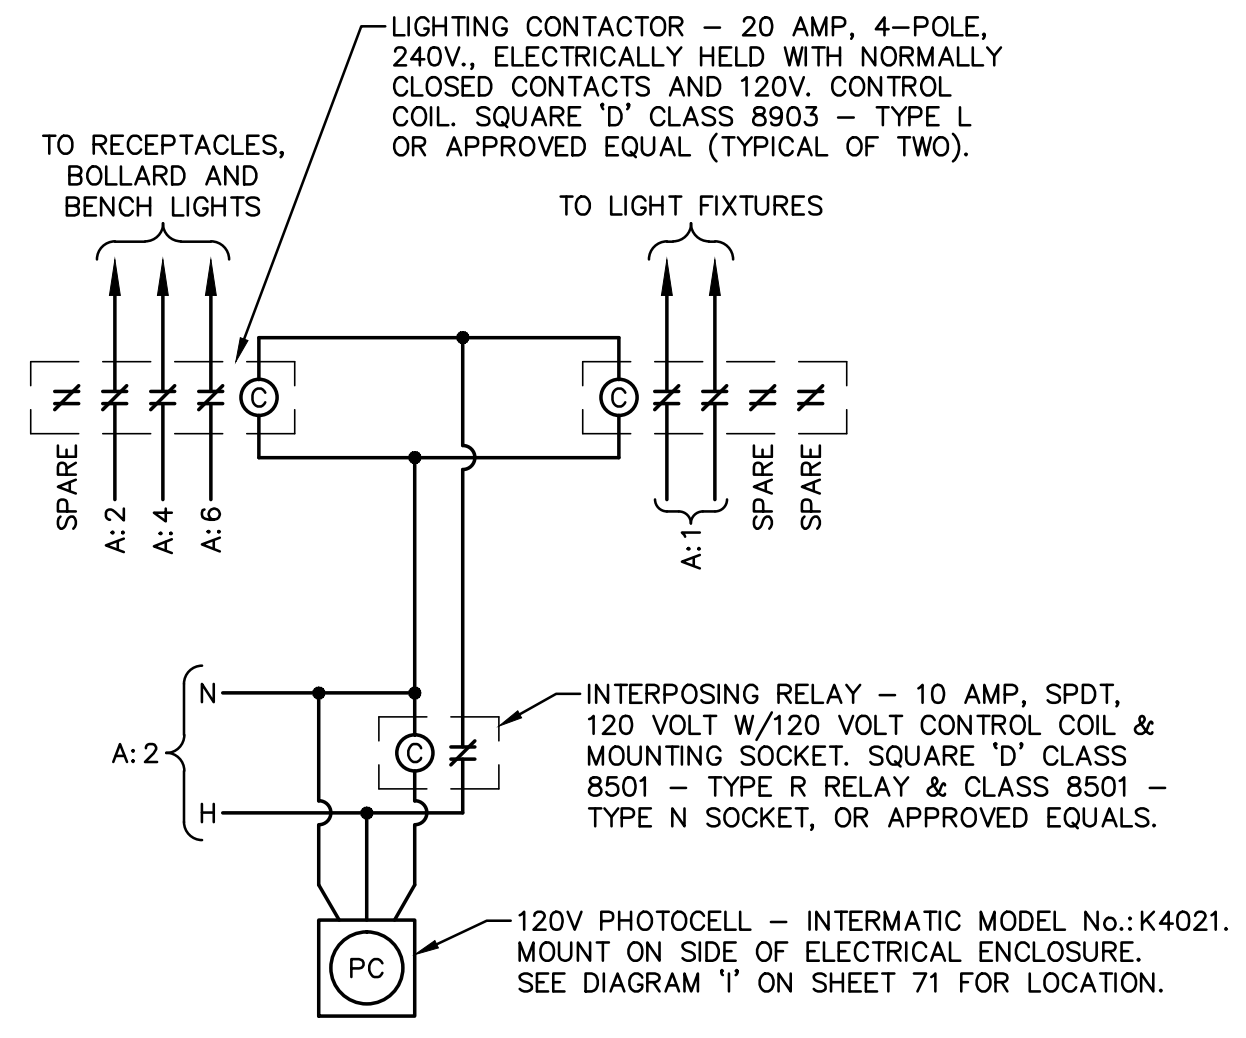 LIGHTING CONTACTOR – 20 AMP, 4–POLE,
240V., ELECTRICALLY HELD WITH NORMALLY
CLOSED CONTACTS AND 120V. CONTROL
COIL. SQUARE 'D' CLASS 8903 – TYPE L
OR APPROVED EQUAL (TYPICAL OF TWO).
TO RECEPTACLES,
BOLLARD AND
BENCH LIGHTS
TO LIGHT FIXTURES
C
C
SPARE
A:2
A:4
A:6
A:1
SPARE
SPARE
A:2
N
H
C
INTERPOSING RELAY – 10 AMP, SPDT,
120 VOLT W/120 VOLT CONTROL COIL &
MOUNTING SOCKET. SQUARE 'D' CLASS
8501 – TYPE R RELAY & CLASS 8501 –
TYPE N SOCKET, OR APPROVED EQUALS.
PC
120V PHOTOCELL – INTERMATIC MODEL No.:K4021.
MOUNT ON SIDE OF ELECTRICAL ENCLOSURE.
SEE DIAGRAM 'I' ON SHEET 71 FOR LOCATION.